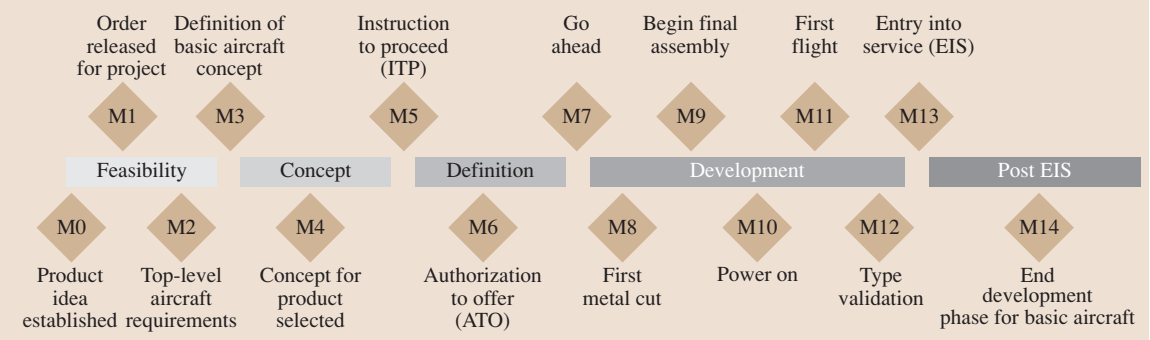 Order
released
for project
Definition of
basic aircraft
concept
Instruction
to proceed
(ITP)
Go
ahead
Begin final
assembly
First
flight
Entry into
service (EIS)
M1
M3
M5
M7
M9
M11
M13
Feasibility
Concept
Definition
Development
Post EIS
M0
M2
M4
M6
M8
M10
M12
M14
Product
idea
established
Top-level
aircraft
requirements
Concept for
product
selected
Authorization
to offer
(ATO)
First
metal cut
Power on
Type
validation
End
development
phase for basic aircraft